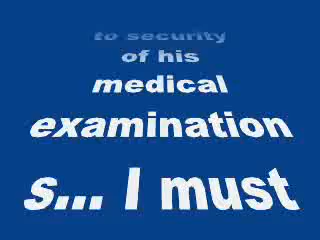 to security
of his
medical
examination
s... I must